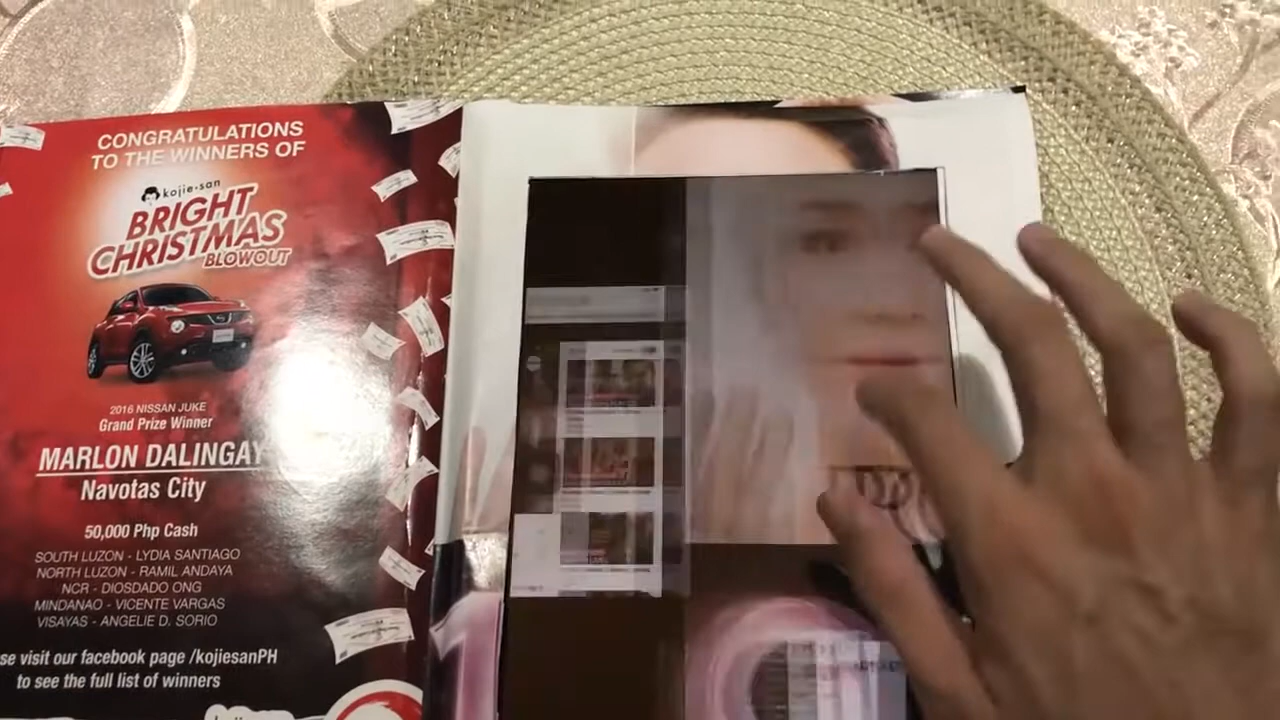 CONGRATULATIONS
TO THE WINNERS OF
kojie-san
BRIGHT
CHRISTMAS
BLOWOUT
2016 NISSAN JUKE
Grand Prize Winner
MARLON DALINGAY
Navotas City
50,000 Php Cash
SOUTH LUZON - LYDIA SANTIAGO
NORTH LUZON - RAMIL ANDAYA
NCR - DIOSDADO ONG
MINDANAO - VICENTE VARGAS
VISAYAS - ANGELIE D. SORIO
se visit our facebook page /kojiesanPH
to see the full list of winners